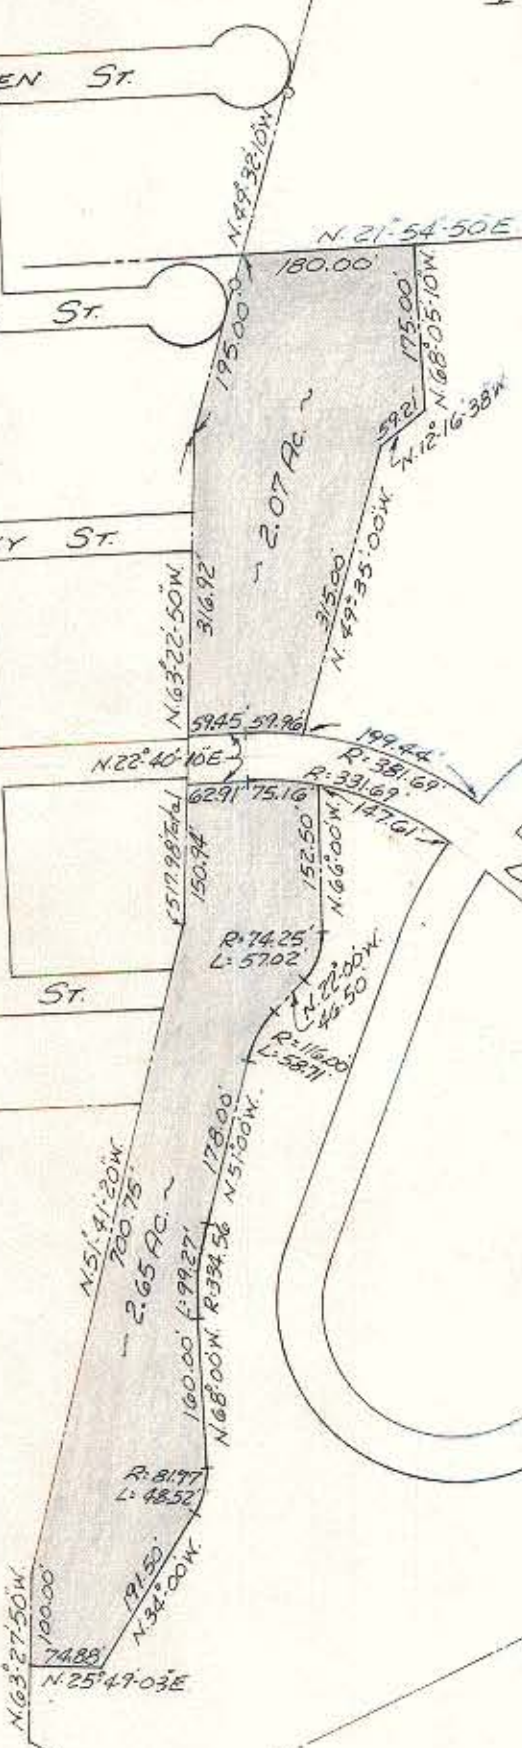 EN ST.
N.49°32'10"W
N.21°-54'-50"E
180.00'
ST.
195.00'
175.00'
N.68°-05'-10"W.
59.21'
N.12°-16'-38"W
~ 2.07 Ac. ~
Y ST.
316.92'
N.63°-22'-50"W.
315.00'
N.49°35'00"W.
59.45' 59.96'
N.22°40'-10"E
199.44'
R=381.69'
R=331.69'
147.61'
62.91' 75.16'
517.98' Total
150.94'
152.50'
N.66°00'W.
R=74.25'
L=57.02'
ST.
N.22°00'W.
46.50'
R=116.00'
L=58.71'
178.00'
N.51°00'W.
N.51°-41'-20"W.
700.75'
~ 2.65 Ac. ~
L=99.27'
R=334.56'
160.00'
N.68°00'W.
R=81.97'
L=48.52'
191.50'
N.34°00'W.
100.00'
N.63°-27'-50"W.
74.88'
N.25°49'-03"E